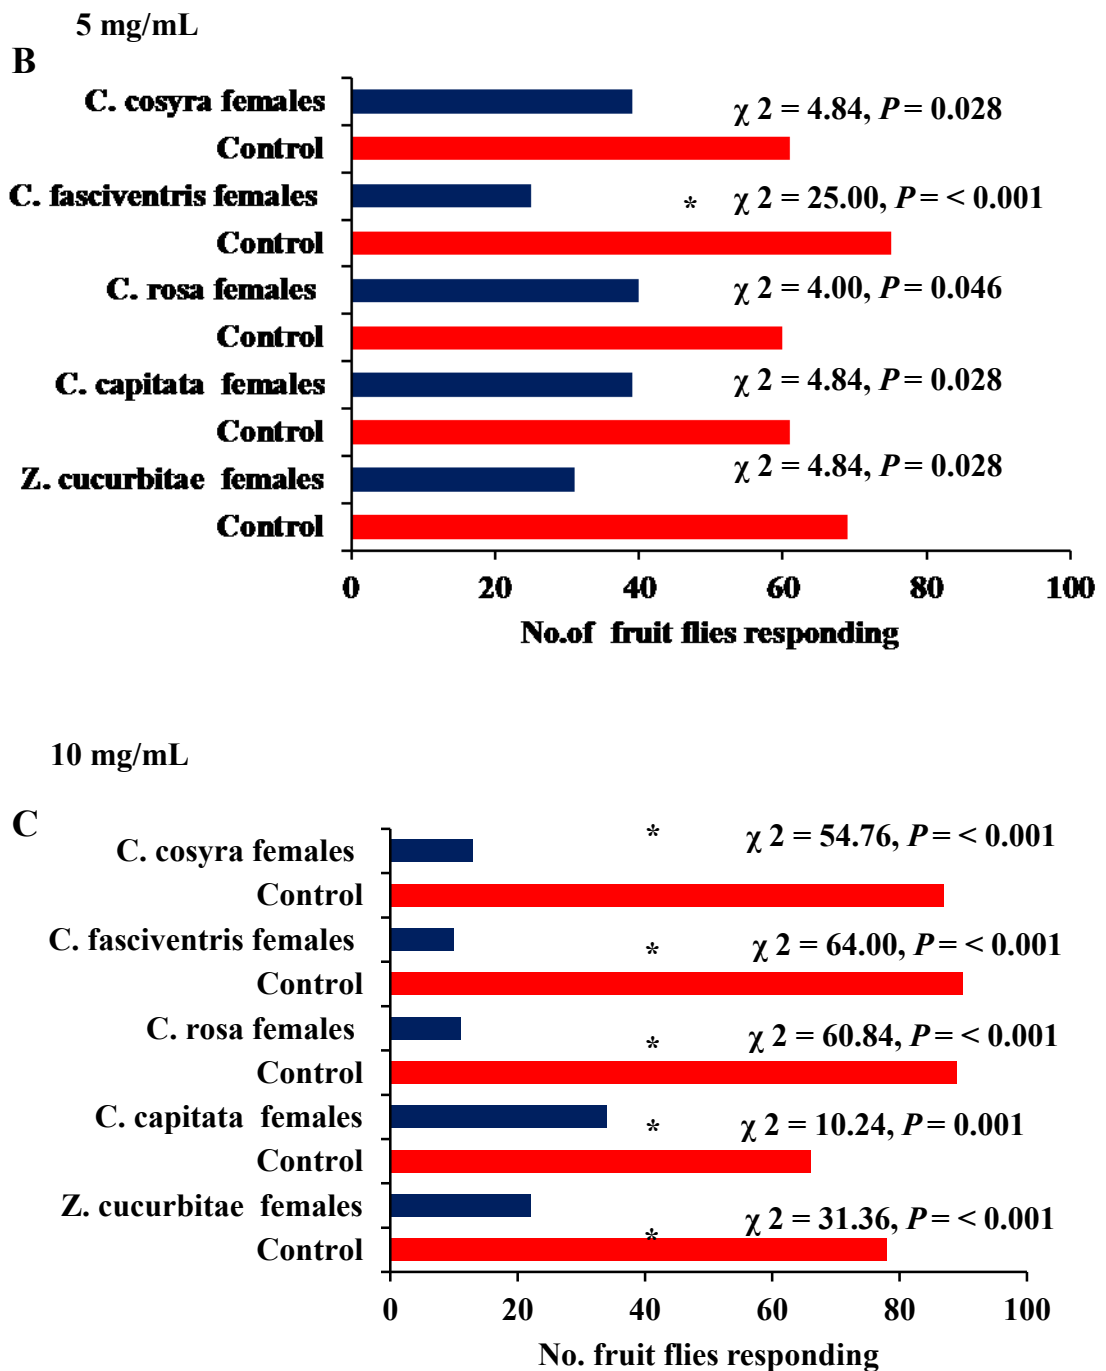 5 mg/mL
B
C. cosyra females χ 2 = 4.84, P = 0.028
Control
C. fasciventris females * χ 2 = 25.00, P = < 0.001
Control
C. rosa females χ 2 = 4.00, P = 0.046
Control
C. capitata females χ 2 = 4.84, P = 0.028
Control
Z. cucurbitae females χ 2 = 4.84, P = 0.028
Control
0 20 40 60 80 100
No.of fruit flies responding
10 mg/mL
C
C. cosyra females * χ 2 = 54.76, P = < 0.001
Control
C. fasciventris females * χ 2 = 64.00, P = < 0.001
Control
C. rosa females * χ 2 = 60.84, P = < 0.001
Control
C. capitata females * χ 2 = 10.24, P = 0.001
Control
Z. cucurbitae females * χ 2 = 31.36, P = < 0.001
Control
0 20 40 60 80 100
No. fruit flies responding